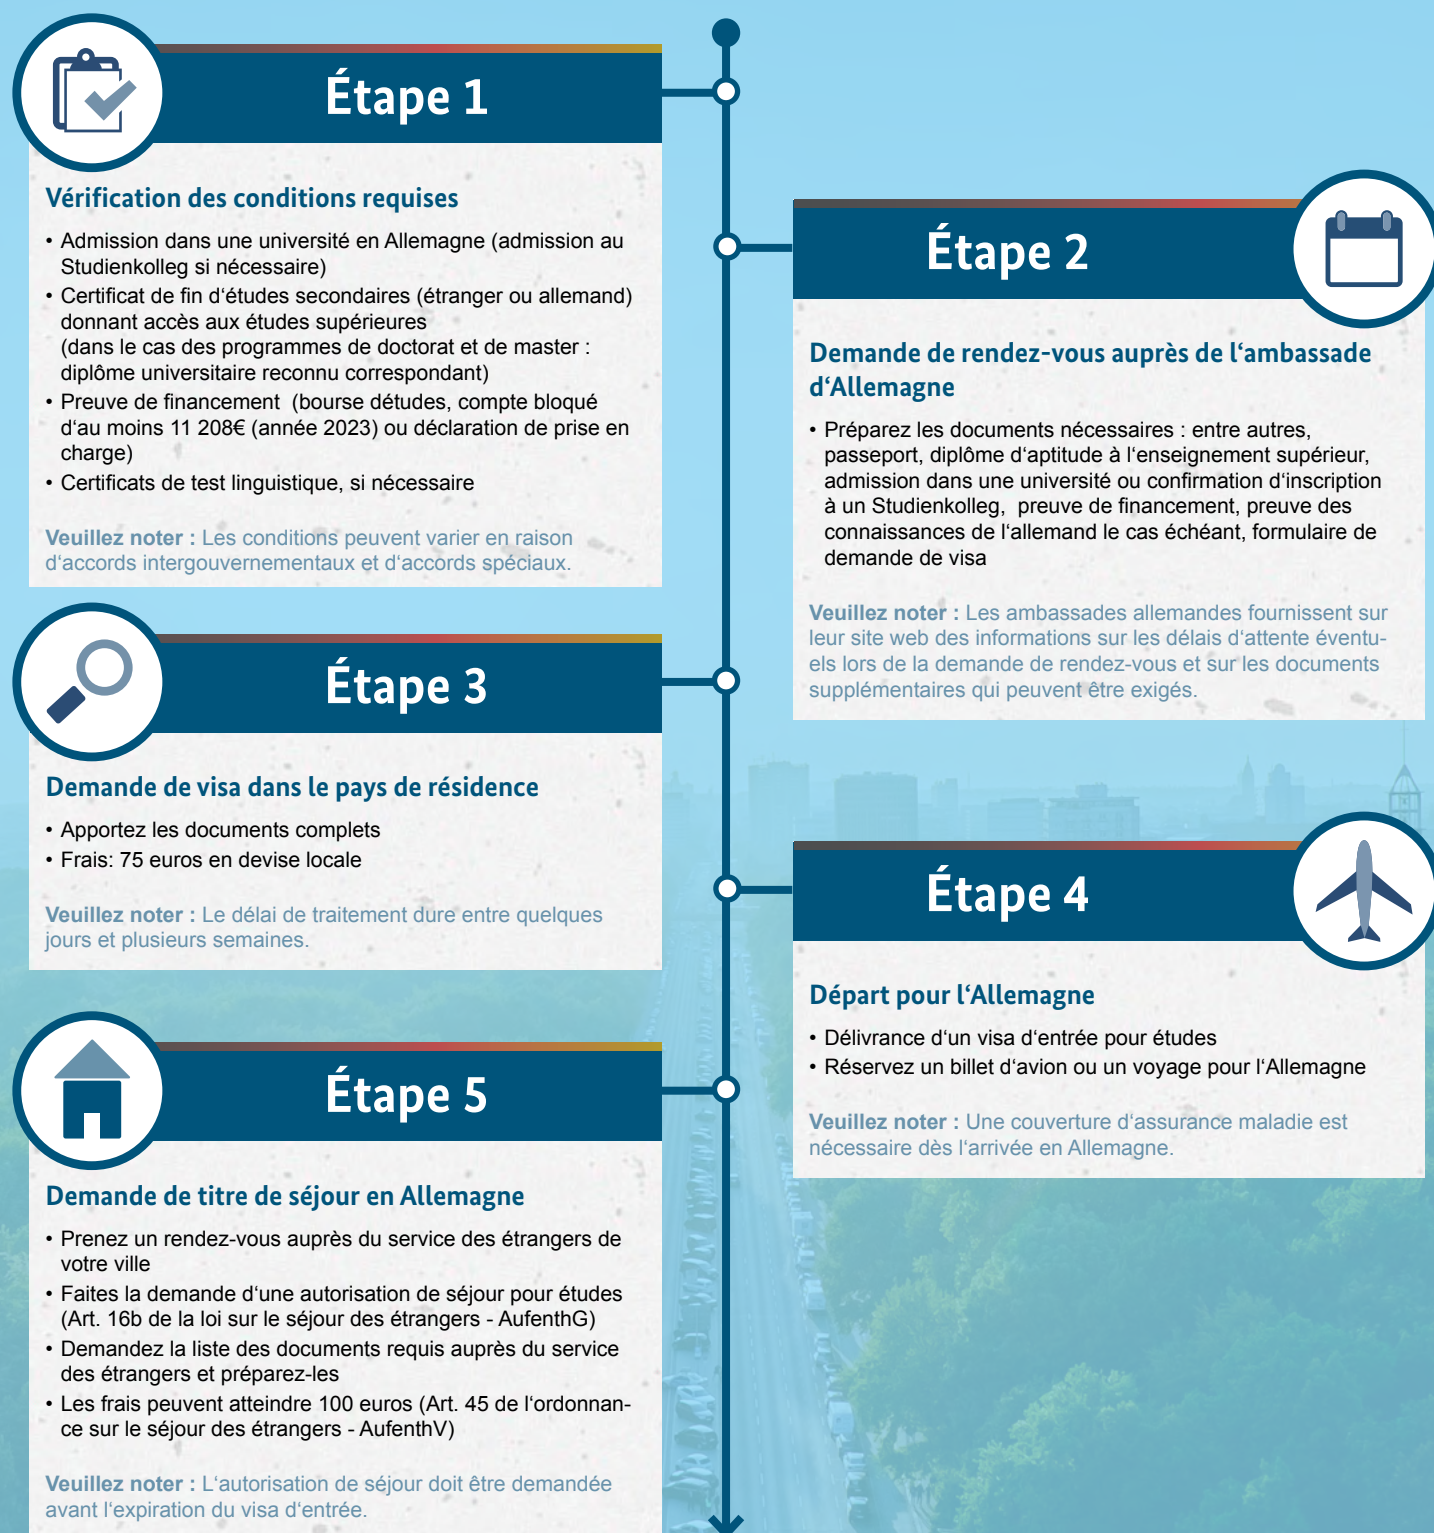 Étape 1
Vérification des conditions requises
• Admission dans une université en Allemagne (admission au
Studienkolleg si nécessaire)
• Certificat de fin d‘études secondaires (étranger ou allemand)
donnant accès aux études supérieures
(dans le cas des programmes de doctorat et de master :
diplôme universitaire reconnu correspondant)
• Preuve de financement (bourse détudes, compte bloqué
d‘au moins 11 208€ (année 2023) ou déclaration de prise en
charge)
• Certificats de test linguistique, si nécessaire
Veuillez noter : Les conditions peuvent varier en raison
d‘accords intergouvernementaux et d‘accords spéciaux.
Étape 2
Demande de rendez-vous auprès de l‘ambassade
d‘Allemagne
• Préparez les documents nécessaires : entre autres,
passeport, diplôme d‘aptitude à l‘enseignement supérieur,
admission dans une université ou confirmation d‘inscription
à un Studienkolleg, preuve de financement, preuve des
connaissances de l‘allemand le cas échéant, formulaire de
demande de visa
Veuillez noter : Les ambassades allemandes fournissent sur
leur site web des informations sur les délais d‘attente éventu-
els lors de la demande de rendez-vous et sur les documents
supplémentaires qui peuvent être exigés.
Étape 3
Demande de visa dans le pays de résidence
• Apportez les documents complets
• Frais: 75 euros en devise locale
Veuillez noter : Le délai de traitement dure entre quelques
jours et plusieurs semaines.
Étape 4
Départ pour l‘Allemagne
• Délivrance d‘un visa d‘entrée pour études
• Réservez un billet d‘avion ou un voyage pour l‘Allemagne
Veuillez noter : Une couverture d‘assurance maladie est
nécessaire dès l‘arrivée en Allemagne.
Étape 5
Demande de titre de séjour en Allemagne
• Prenez un rendez-vous auprès du service des étrangers de
votre ville
• Faites la demande d‘une autorisation de séjour pour études
(Art. 16b de la loi sur le séjour des étrangers - AufenthG)
• Demandez la liste des documents requis auprès du service
des étrangers et préparez-les
• Les frais peuvent atteindre 100 euros (Art. 45 de l‘ordonnan-
ce sur le séjour des étrangers - AufenthV)
Veuillez noter : L‘autorisation de séjour doit être demandée
avant l‘expiration du visa d‘entrée.